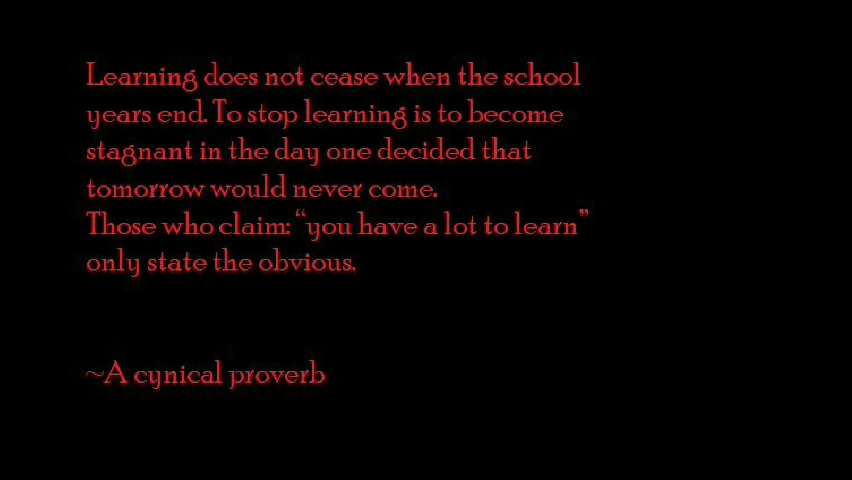 Learning does not cease when the school
years end. To stop learning is to become
stagnant in the day one decided that
tomorrow would never come.
Those who claim: “you have a lot to learn”
only state the obvious.
~A cynical proverb